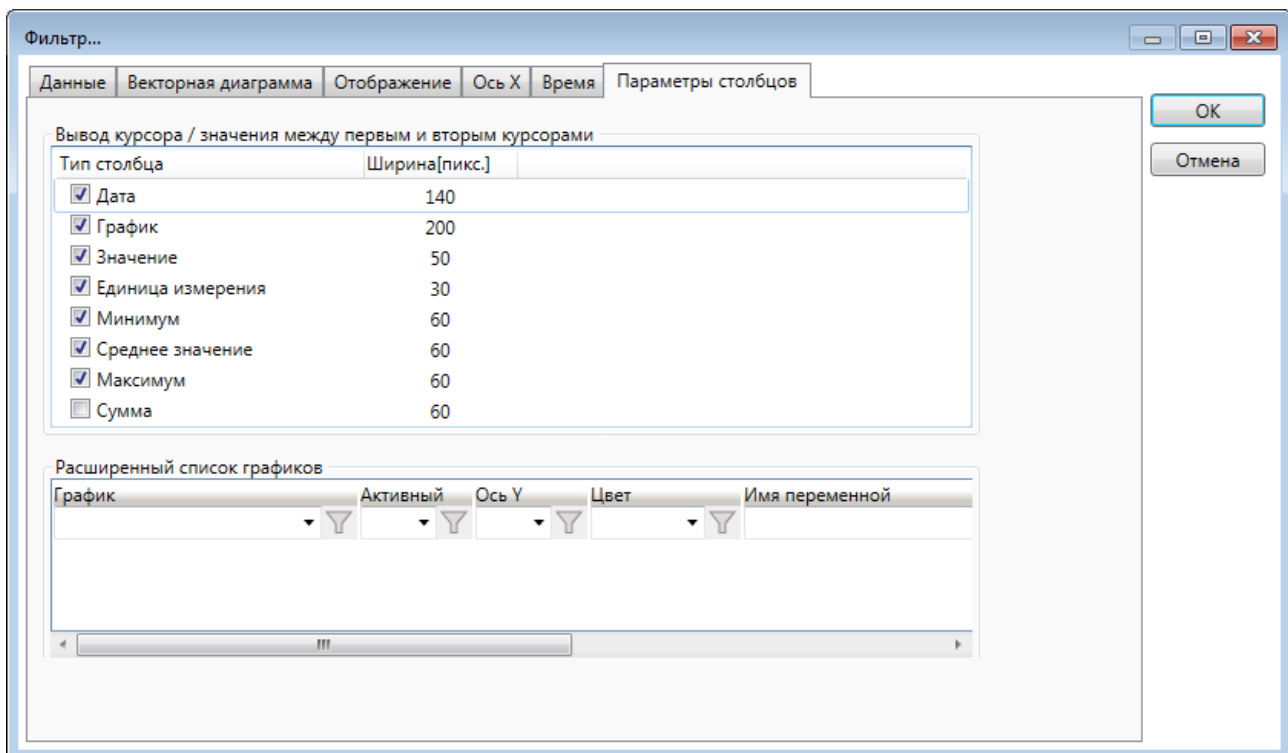 Фильтр...
Данные Векторная диаграмма Отображение Ось X Время Параметры столбцов
OK
Отмена
Вывод курсора / значения между первым и вторым курсорами
Тип столбца Ширина[пикс.]
Дата 140
График 200
Значение 50
Единица измерения 30
Минимум 60
Среднее значение 60
Максимум 60
Сумма 60
Расширенный список графиков
График Активный Ось Y Цвет Имя переменной